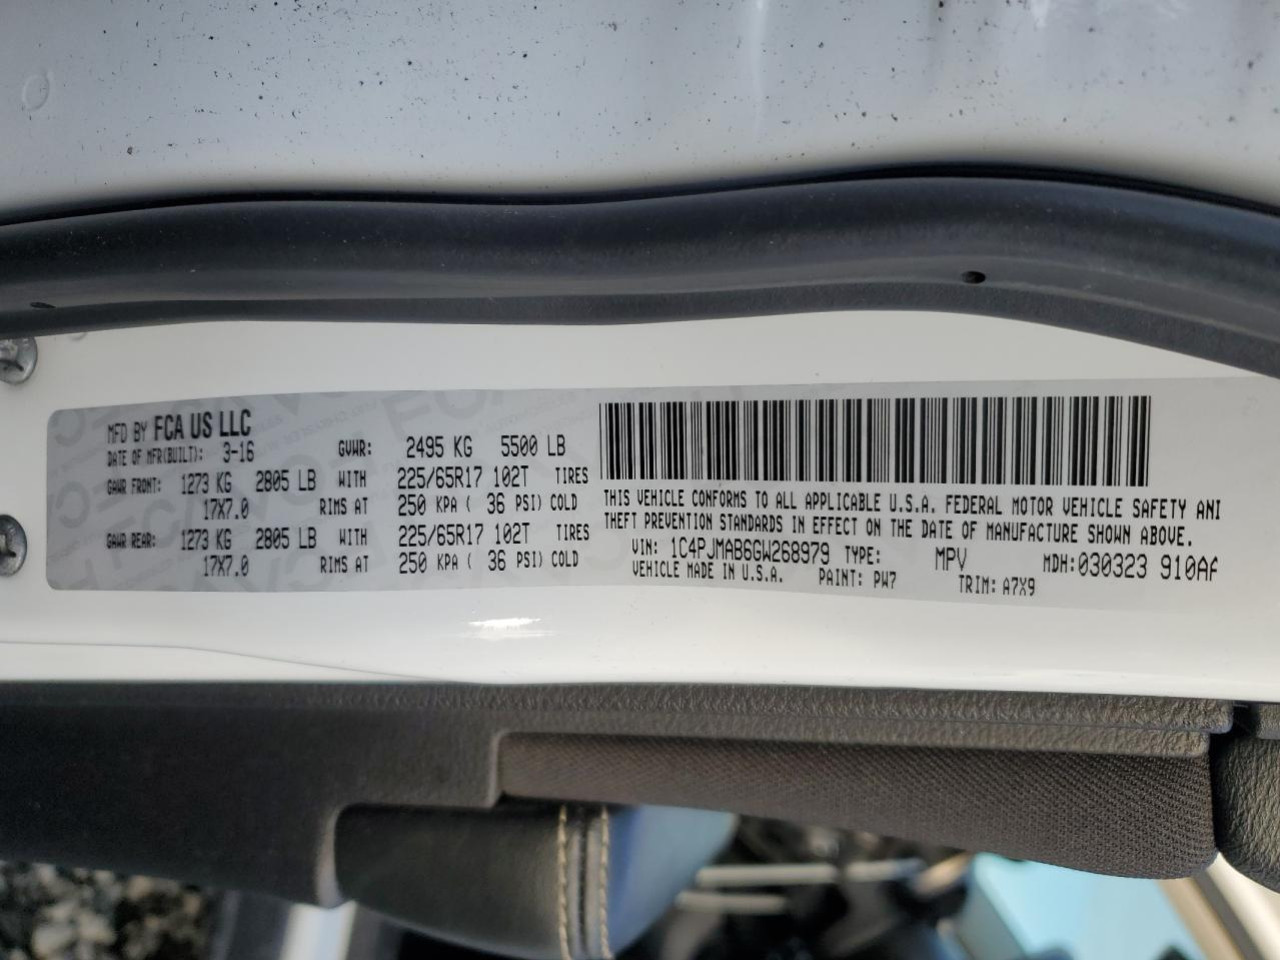 MFD BY FCA US LLC
DATE OF MFR(BUILT): 3-16 GVWR: 2495 KG 5500 LB
GAWR FRONT: 1273 KG 2805 LB WITH 225/65R17 102T TIRES
17X7.0 RIMS AT 250 KPA ( 36 PSI) COLD
GAWR REAR: 1273 KG 2805 LB WITH 225/65R17 102T TIRES
17X7.0 RIMS AT 250 KPA ( 36 PSI) COLD
THIS VEHICLE CONFORMS TO ALL APPLICABLE U.S.A. FEDERAL MOTOR VEHICLE SAFETY AN
THEFT PREVENTION STANDARDS IN EFFECT ON THE DATE OF MANUFACTURE SHOWN ABOVE.
VIN: 1C4PJMAB6GW268979 TYPE: MPV MDH: 030323 910A
VEHICLE MADE IN U.S.A. PAINT: PW7 TRIM: A7X9